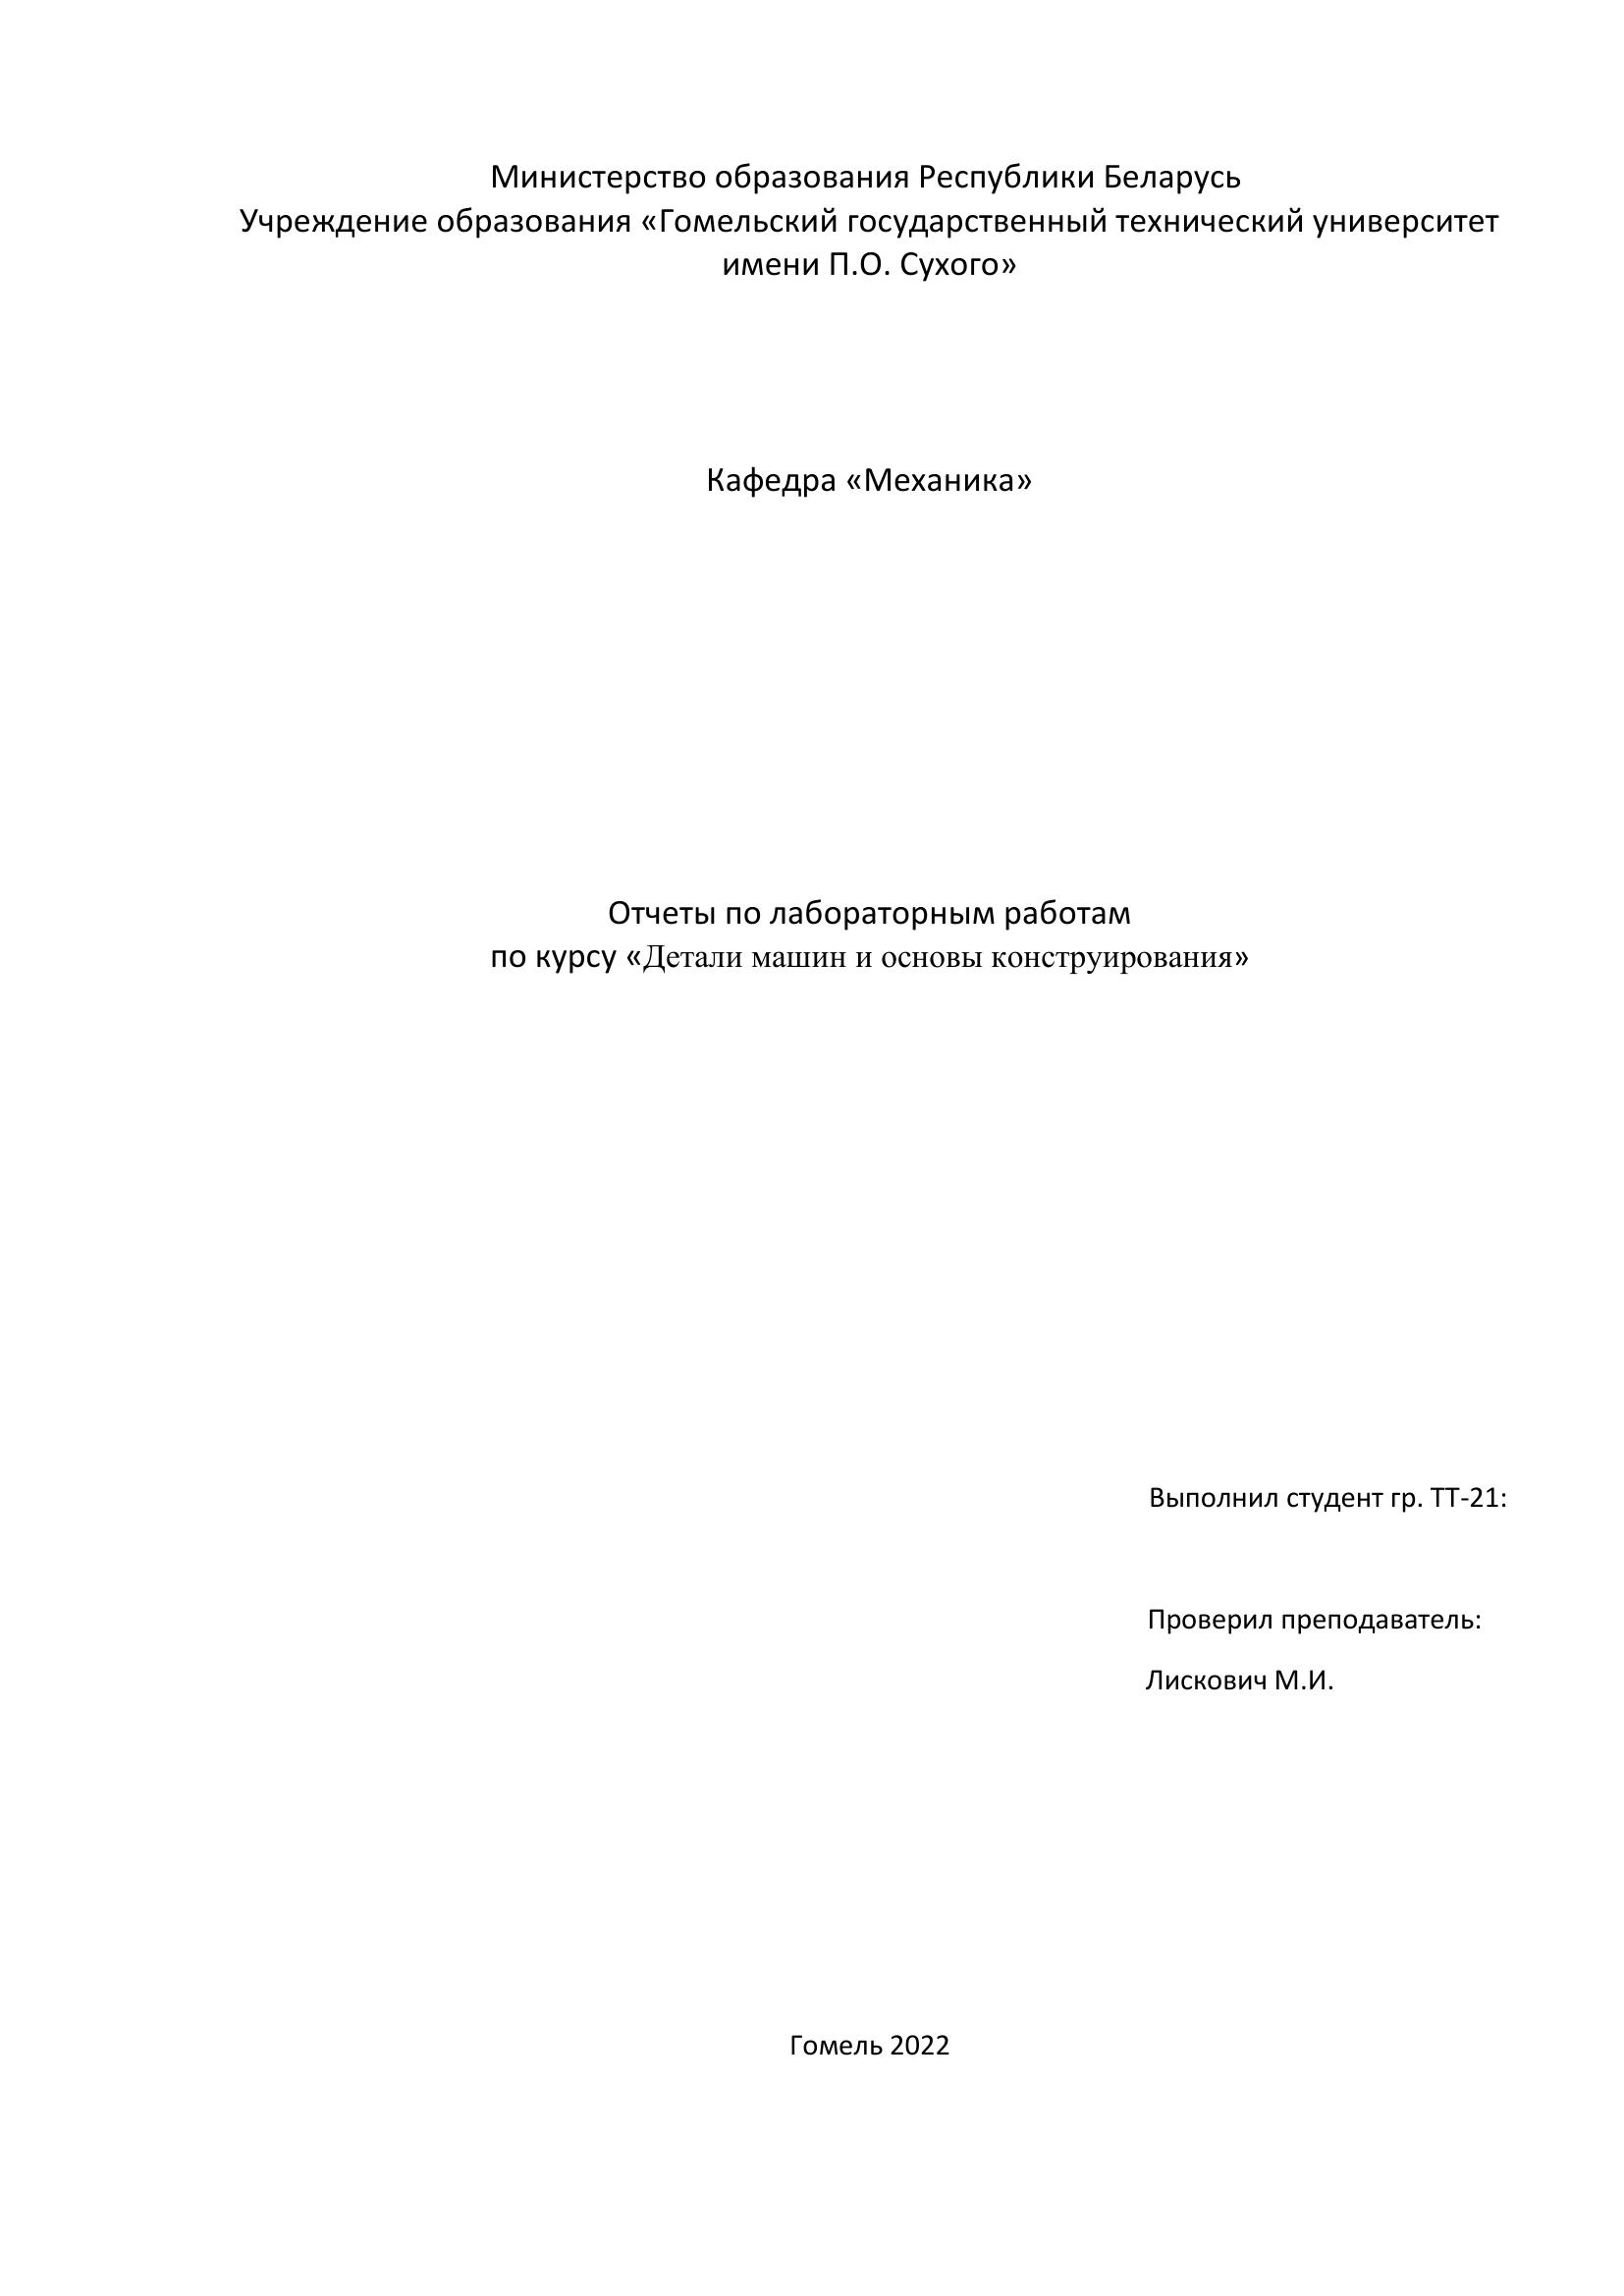 Министерство образования Республики Беларусь
Учреждение образования «Гомельский государственный технический университет
имени П.О. Сухого»
Кафедра «Механика»
Отчеты по лабораторным работам
по курсу «Детали машин и основы конструирования»
Выполнил студент гр. ТТ-21:
Проверил преподаватель:
Лискович М.И.
Гомель 2022